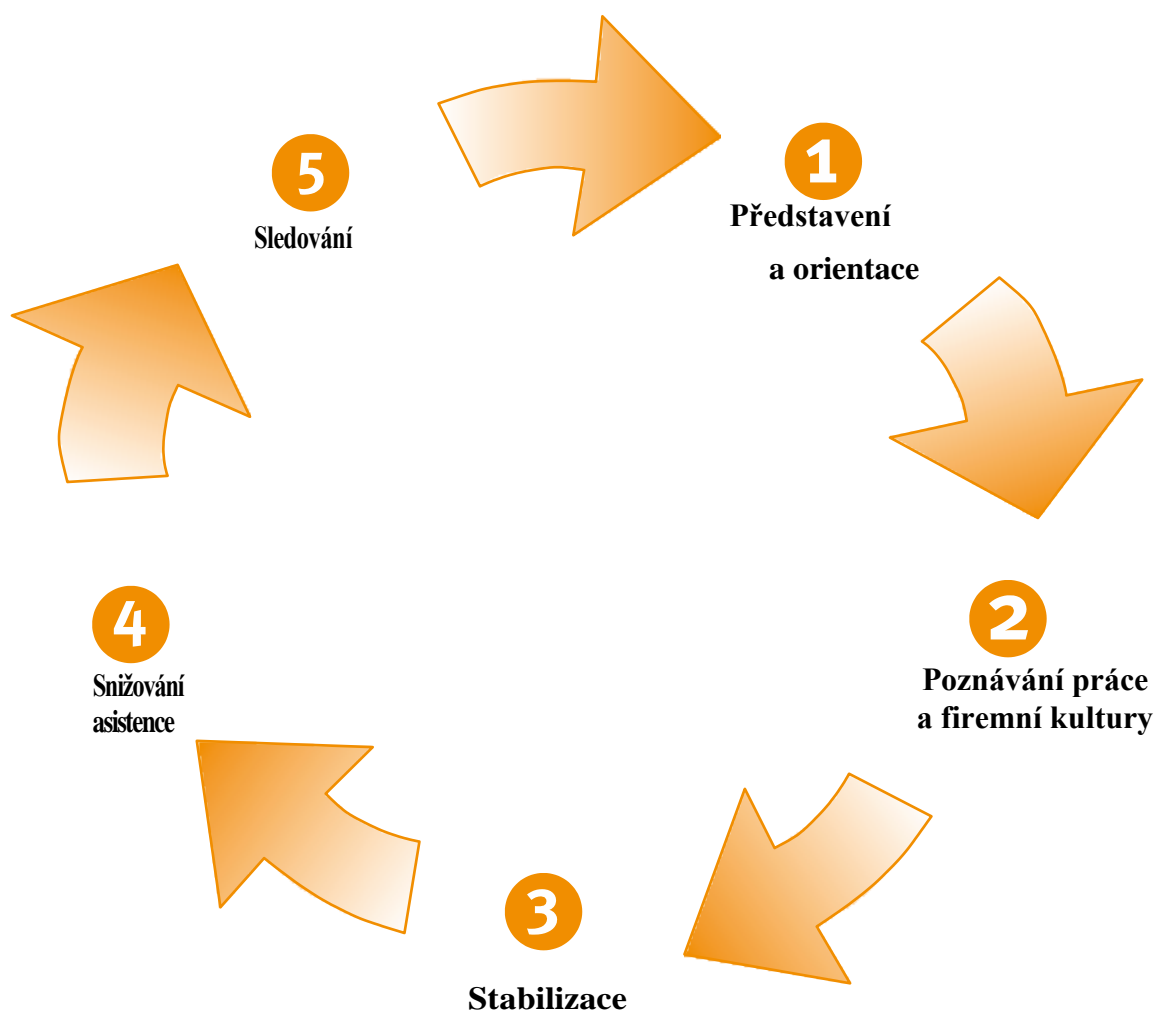 1
Představení
a orientace
2
Poznávání práce
a firemní kultury
3
Stabilizace
4
Snižování
asistence
5
Sledování